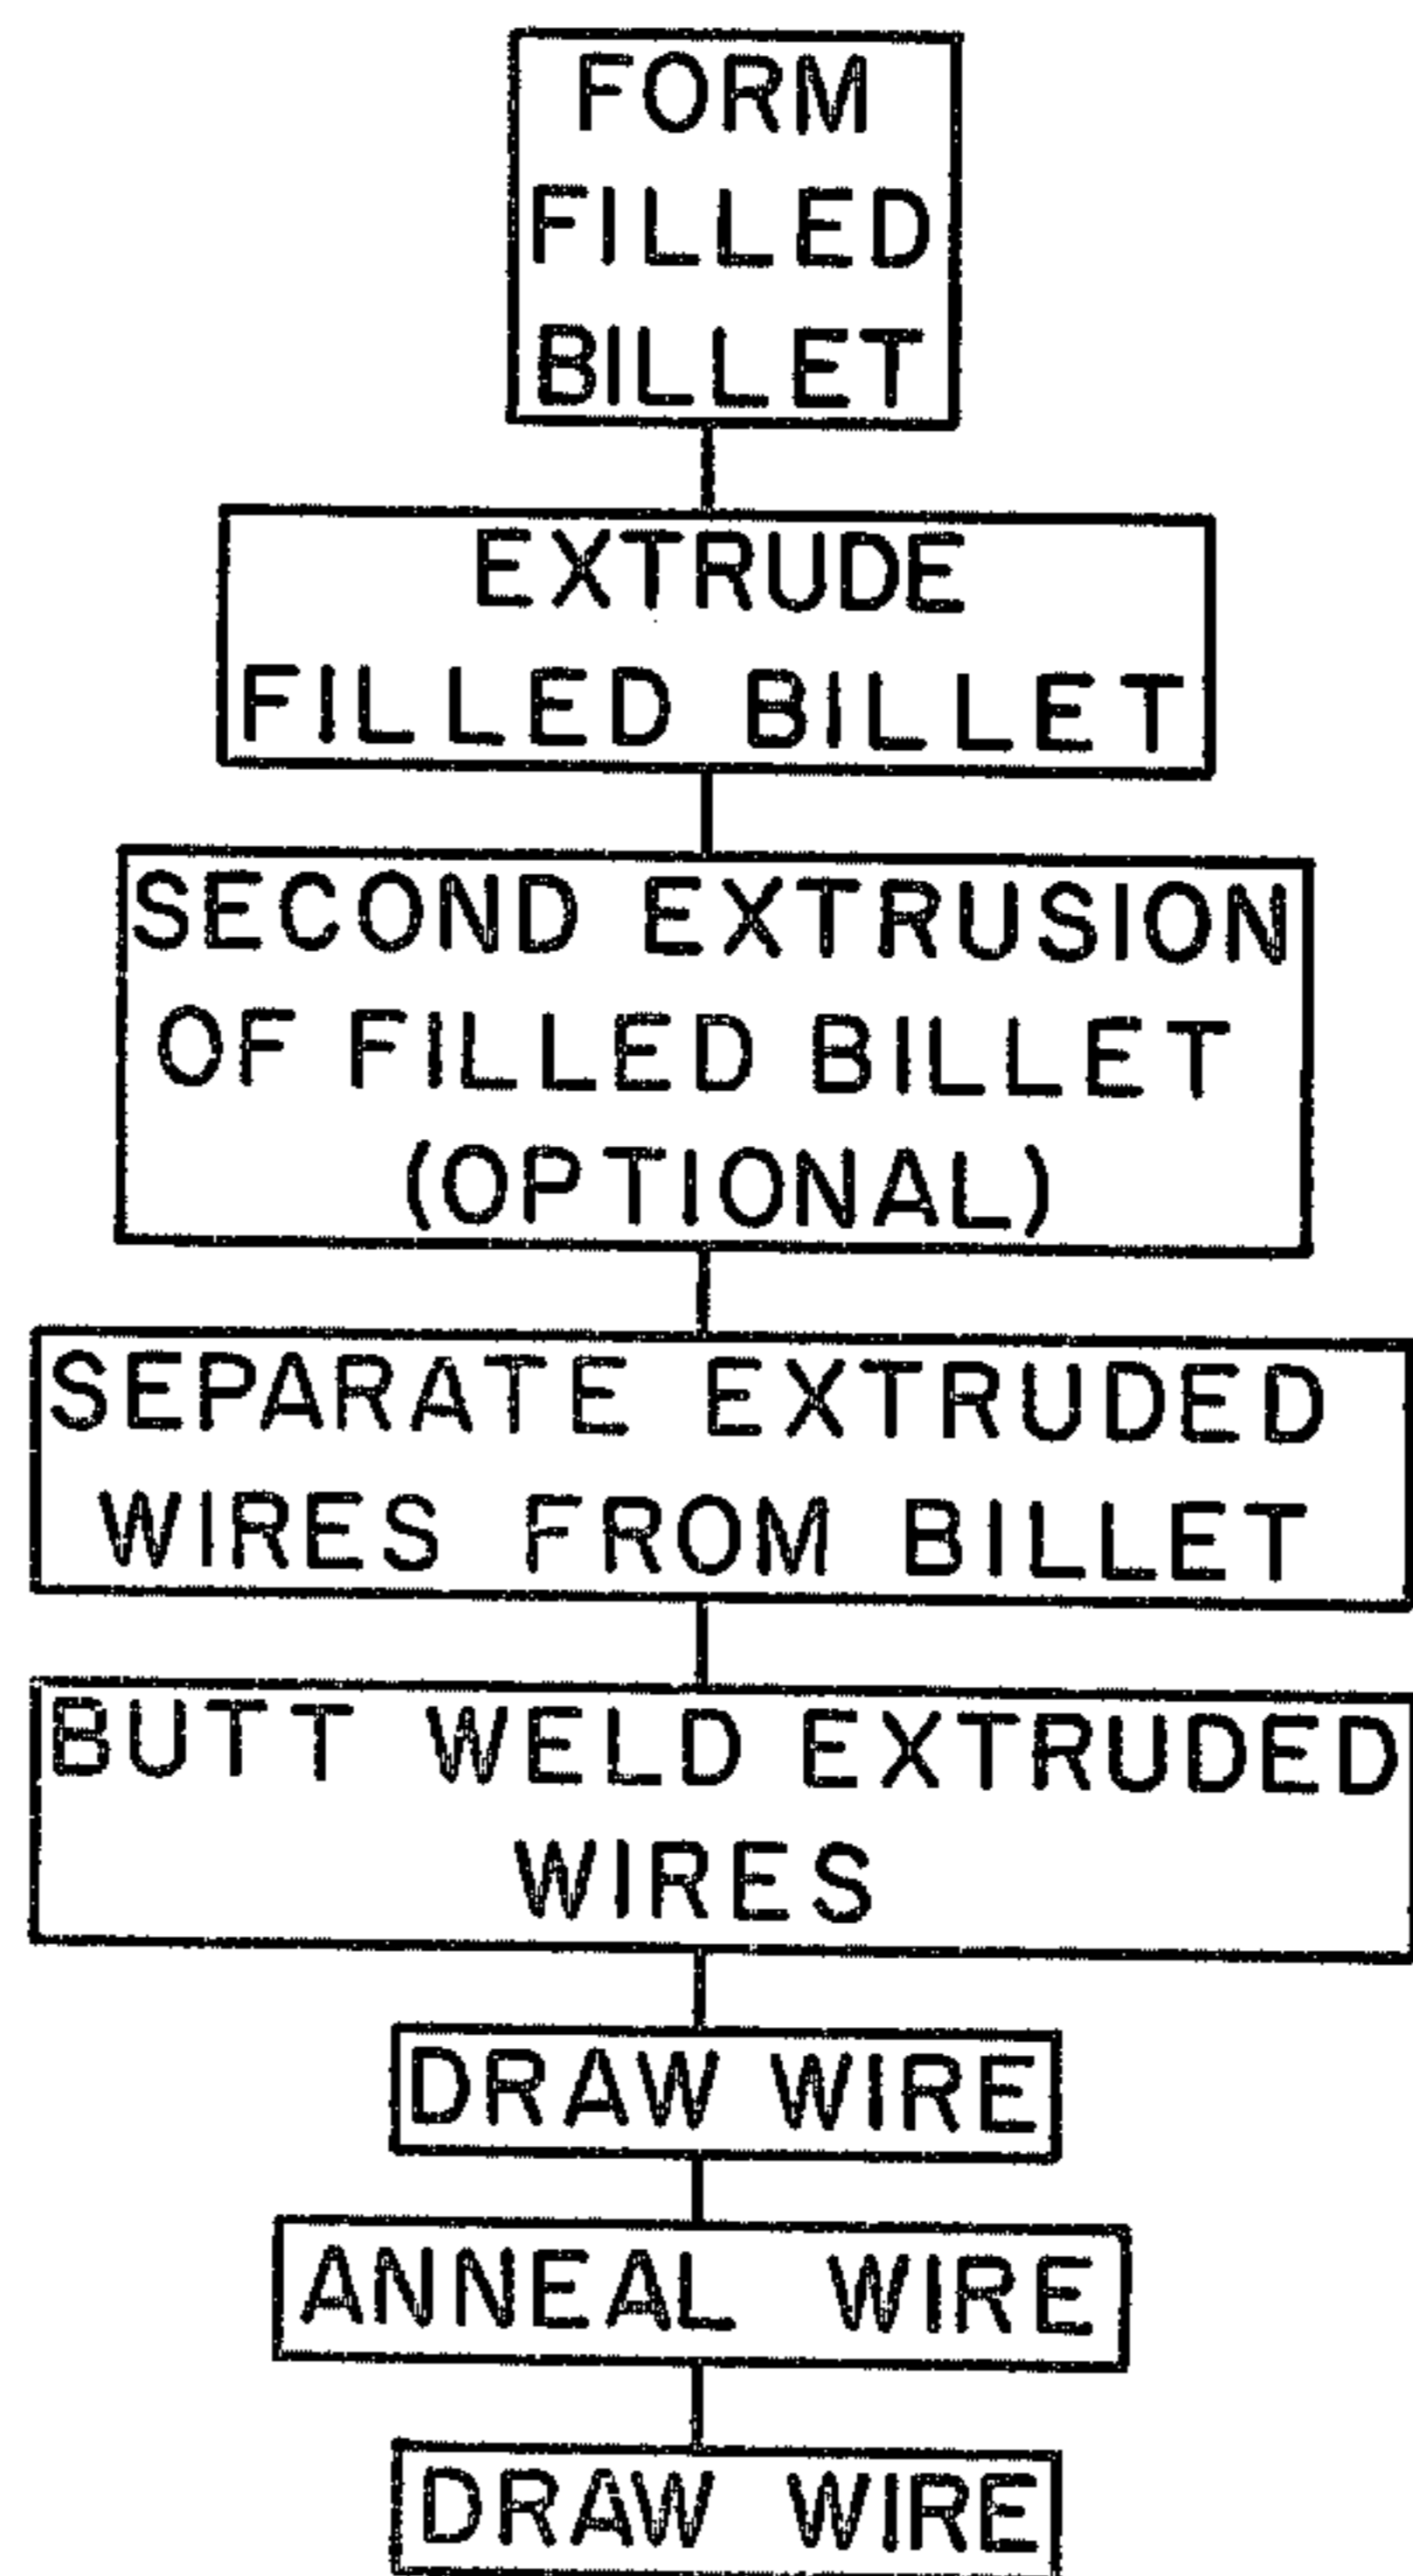 FORM
FILLED
BILLET
EXTRUDE
FILLED BILLET
SECOND EXTRUSION
OF FILLED BILLET
(OPTIONAL)
SEPARATE EXTRUDED
WIRES FROM BILLET
BUTT WELD EXTRUDED
WIRES
DRAW WIRE
ANNEAL WIRE
DRAW WIRE